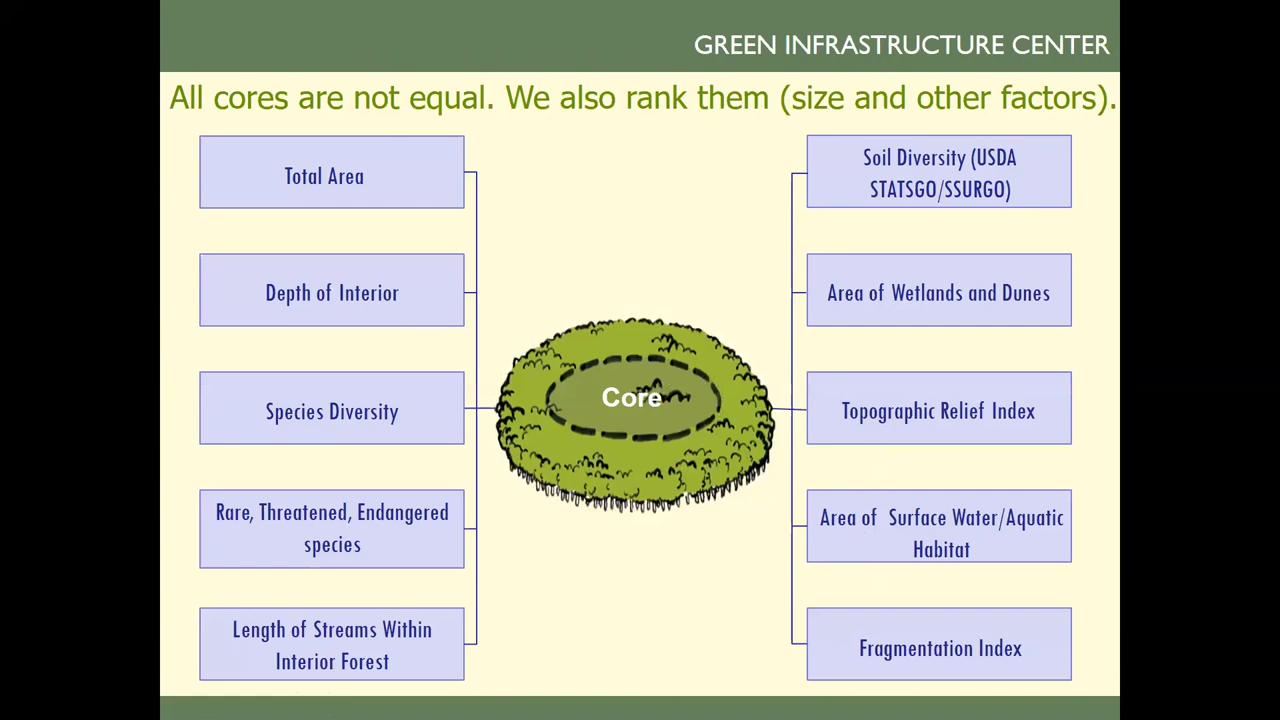 GREEN INFRASTRUCTURE CENTER
All cores are not equal. We also rank them (size and other factors).
Total Area
Depth of Interior
Species Diversity
Rare, Threatened, Endangered
species
Length of Streams Within
Interior Forest
Core
Soil Diversity (USDA
STATSGO/SSURGO)
Area of Wetlands and Dunes
Topographic Relief Index
Area of Surface Water/Aquatic
Habitat
Fragmentation Index